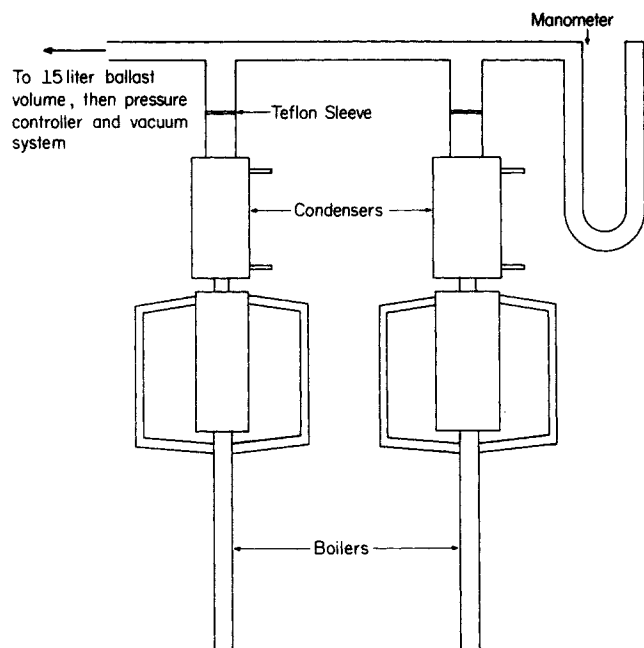 Manometer
To 15 liter ballast
volume, then pressure
controller and vacuum
system
Teflon Sleeve
Condensers
Boilers